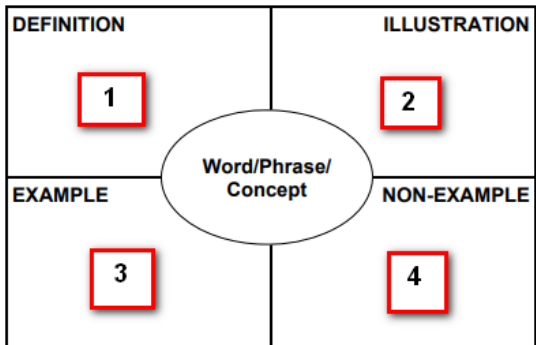 DEFINITION
ILLUSTRATION
1
2
Word/Phrase/
Concept
EXAMPLE
NON-EXAMPLE
3
4